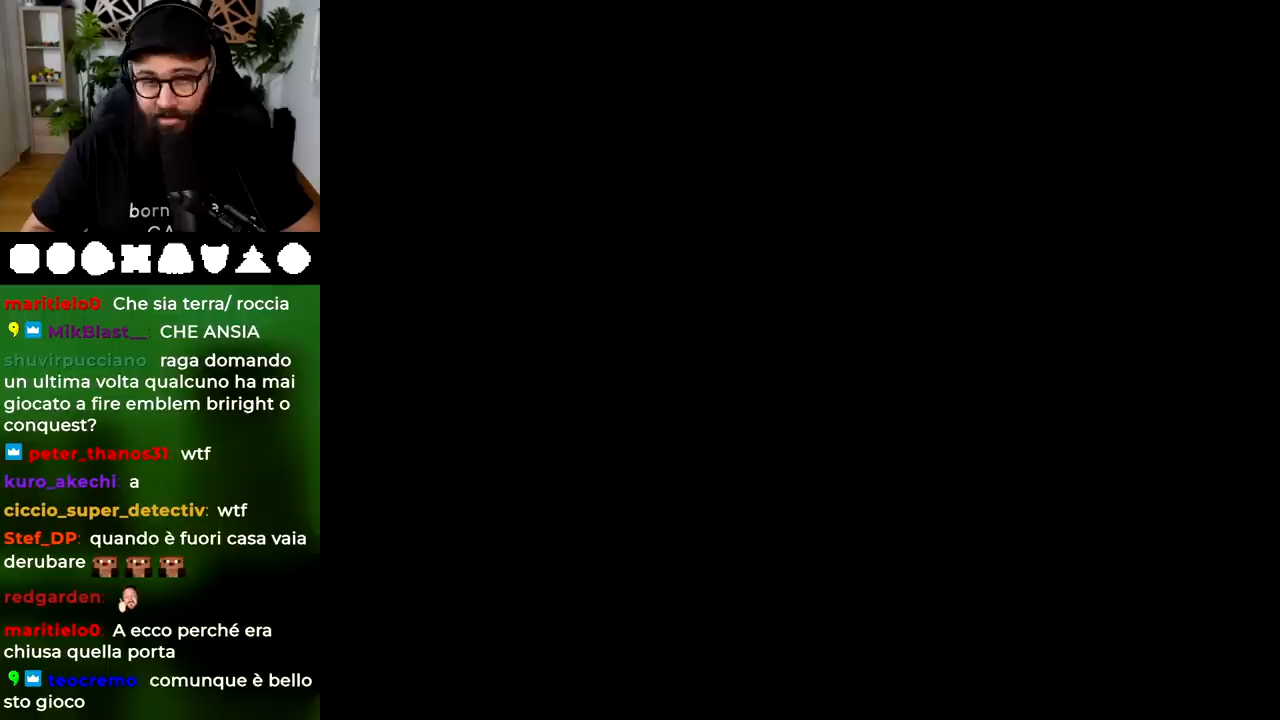 born
maritielo0: Che sia terra/ roccia
MikBlast__: CHE ANSIA
shuvirpucciano raga domando
un ultima volta qualcuno ha mai
giocato a fire emblem briright o
conquest?
peter_thanos31: wtf
kuro_akechi: a
ciccio_super_detectiv: wtf
Stef_DP: quando è fuori casa vaia
derubare
redgarden:
maritielo0: A ecco perché era
chiusa quella porta
teocremo: comunque è bello
sto gioco